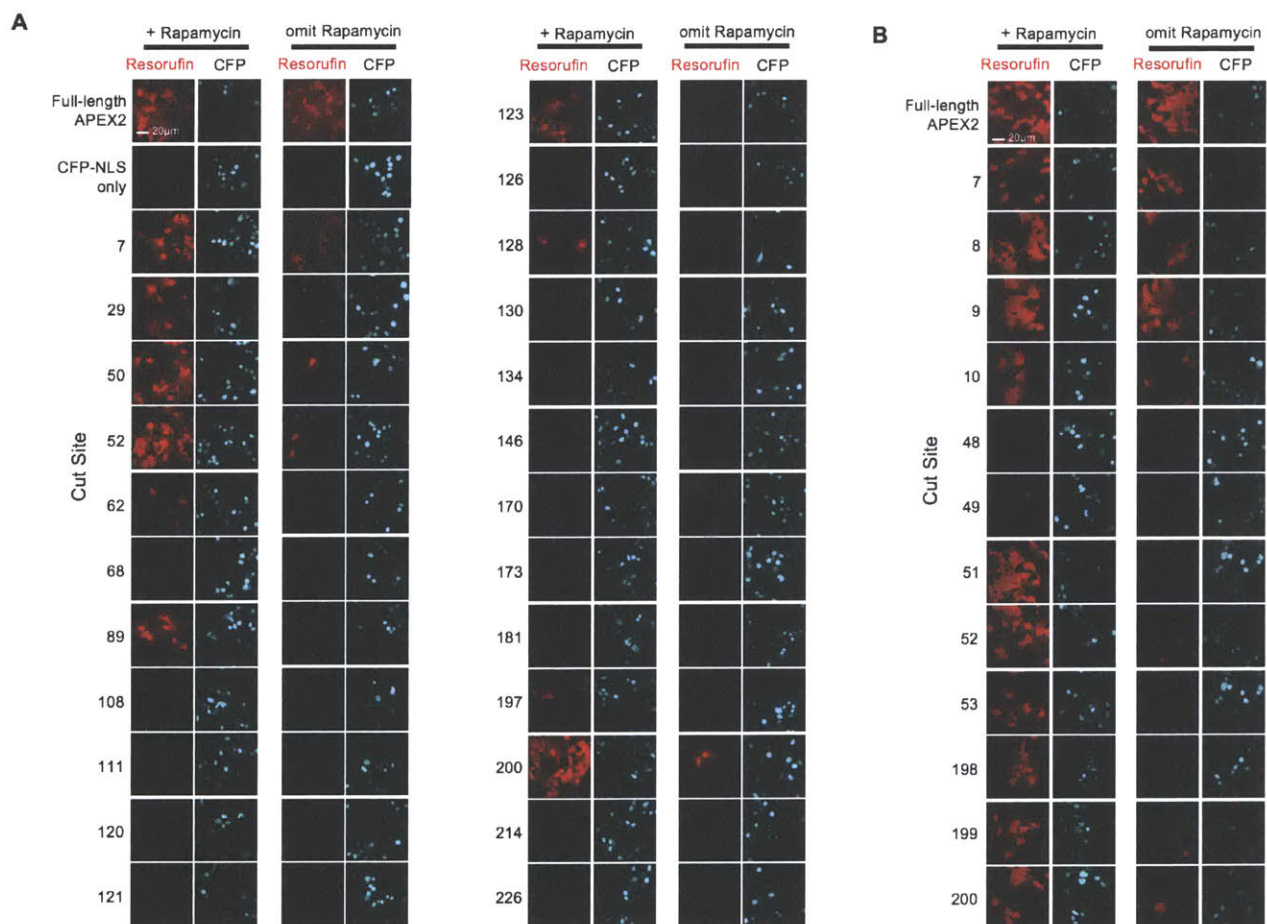 A
+ Rapamycin
omit Rapamycin
Resorufin
CFP
Resorufin
CFP
Full-length
APEX2
20μm
CFP-NLS
only
7
29
50
52
62
68
89
108
111
120
121
Cut Site
+ Rapamycin
omit Rapamycin
Resorufin
CFP
Resorufin
CFP
123
126
128
130
134
146
170
173
181
197
200
214
226
B
+ Rapamycin
omit Rapamycin
Resorufin
CFP
Resorufin
CFP
Full-length
APEX2
20μm
7
8
9
10
48
49
51
52
53
198
199
200
Cut Site